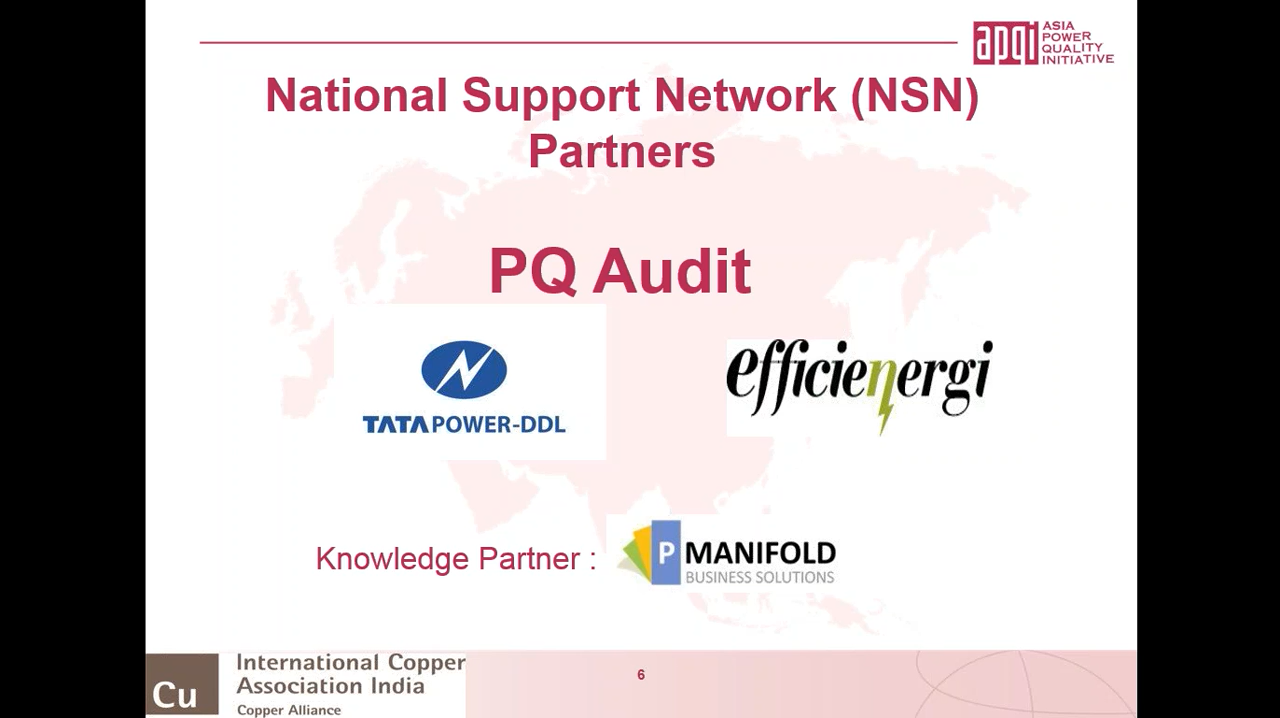 apqi ASIA
POWER
QUALITY
INITIATIVE
National Support Network (NSN)
Partners
PQ Audit
TATA POWER-DDL
efficienergi
Knowledge Partner :
P MANIFOLD
BUSINESS SOLUTIONS
Cu
International Copper
Association India
Copper Alliance
6